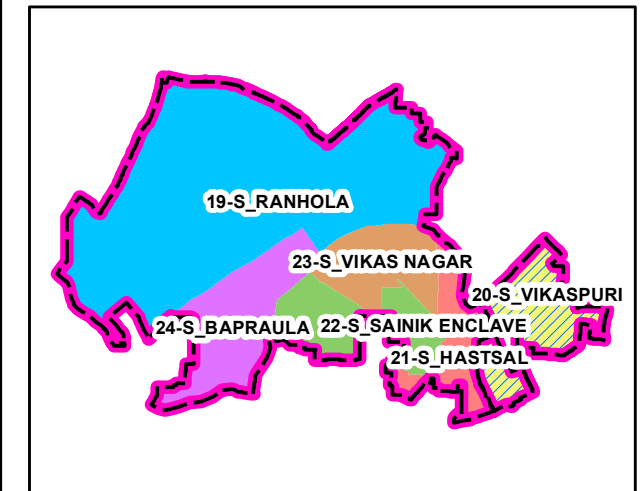 19-S_RANHOLA
23-S_VIKAS NAGAR
20-S_VIKASPURI
24-S_BAPRAULA
22-S_SAINIK ENCLAVE
21-S_HASTSAL